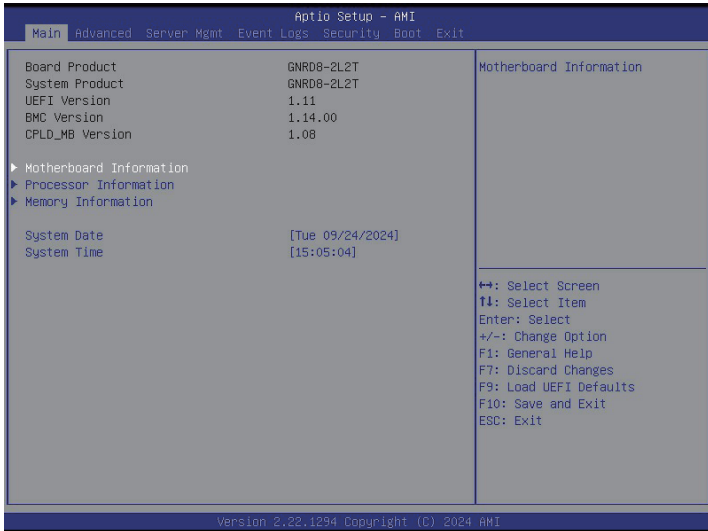 Aptio Setup – AMI
Main Advanced Server Mgmt Event Logs Security Boot Exit
Board Product GNRD8-2L2T
System Product GNRD8-2L2T
UEFI Version 1.11
BMC Version 1.14.00
CPLD_MB Version 1.08
▶ Motherboard Information
▶ Processor Information
▶ Memory Information
System Date [Tue 09/24/2024]
System Time [15:05:04]
Motherboard Information
↔: Select Screen
↑↓: Select Item
Enter: Select
+/-: Change Option
F1: General Help
F7: Discard Changes
F9: Load UEFI Defaults
F10: Save and Exit
ESC: Exit
Version 2.22.1294 Copyright (C) 2024 AMI